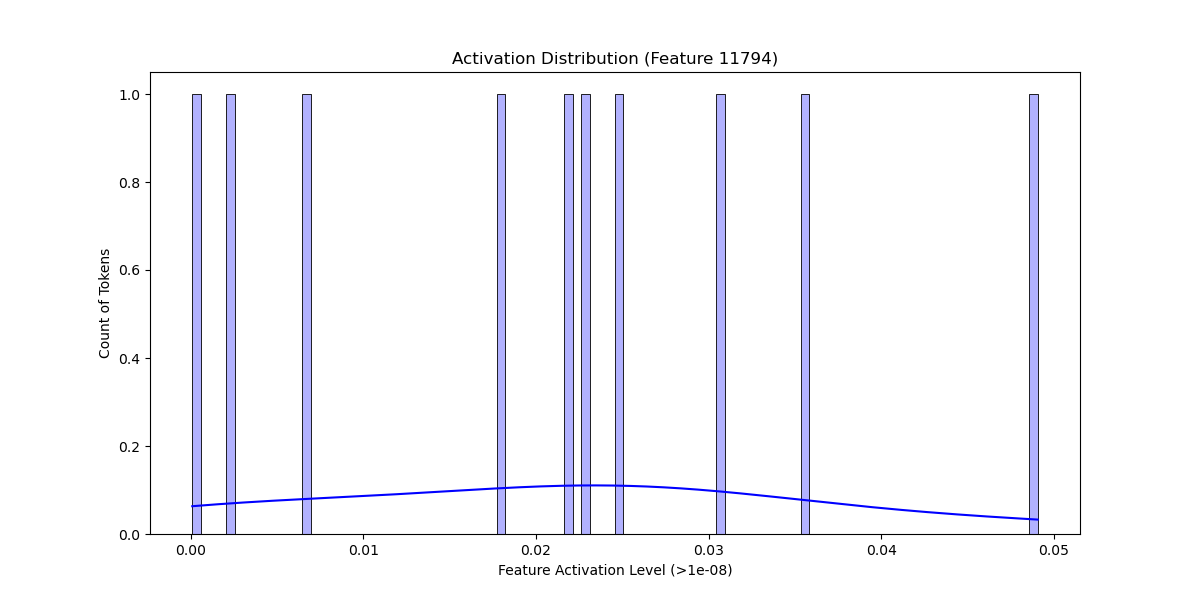 Activation Distribution (Feature 11794)
1.0
0.8
0.6
0.4
0.2
0.0
Count of Tokens
0.00 0.01 0.02 0.03 0.04 0.05
Feature Activation Level (>1e-08)